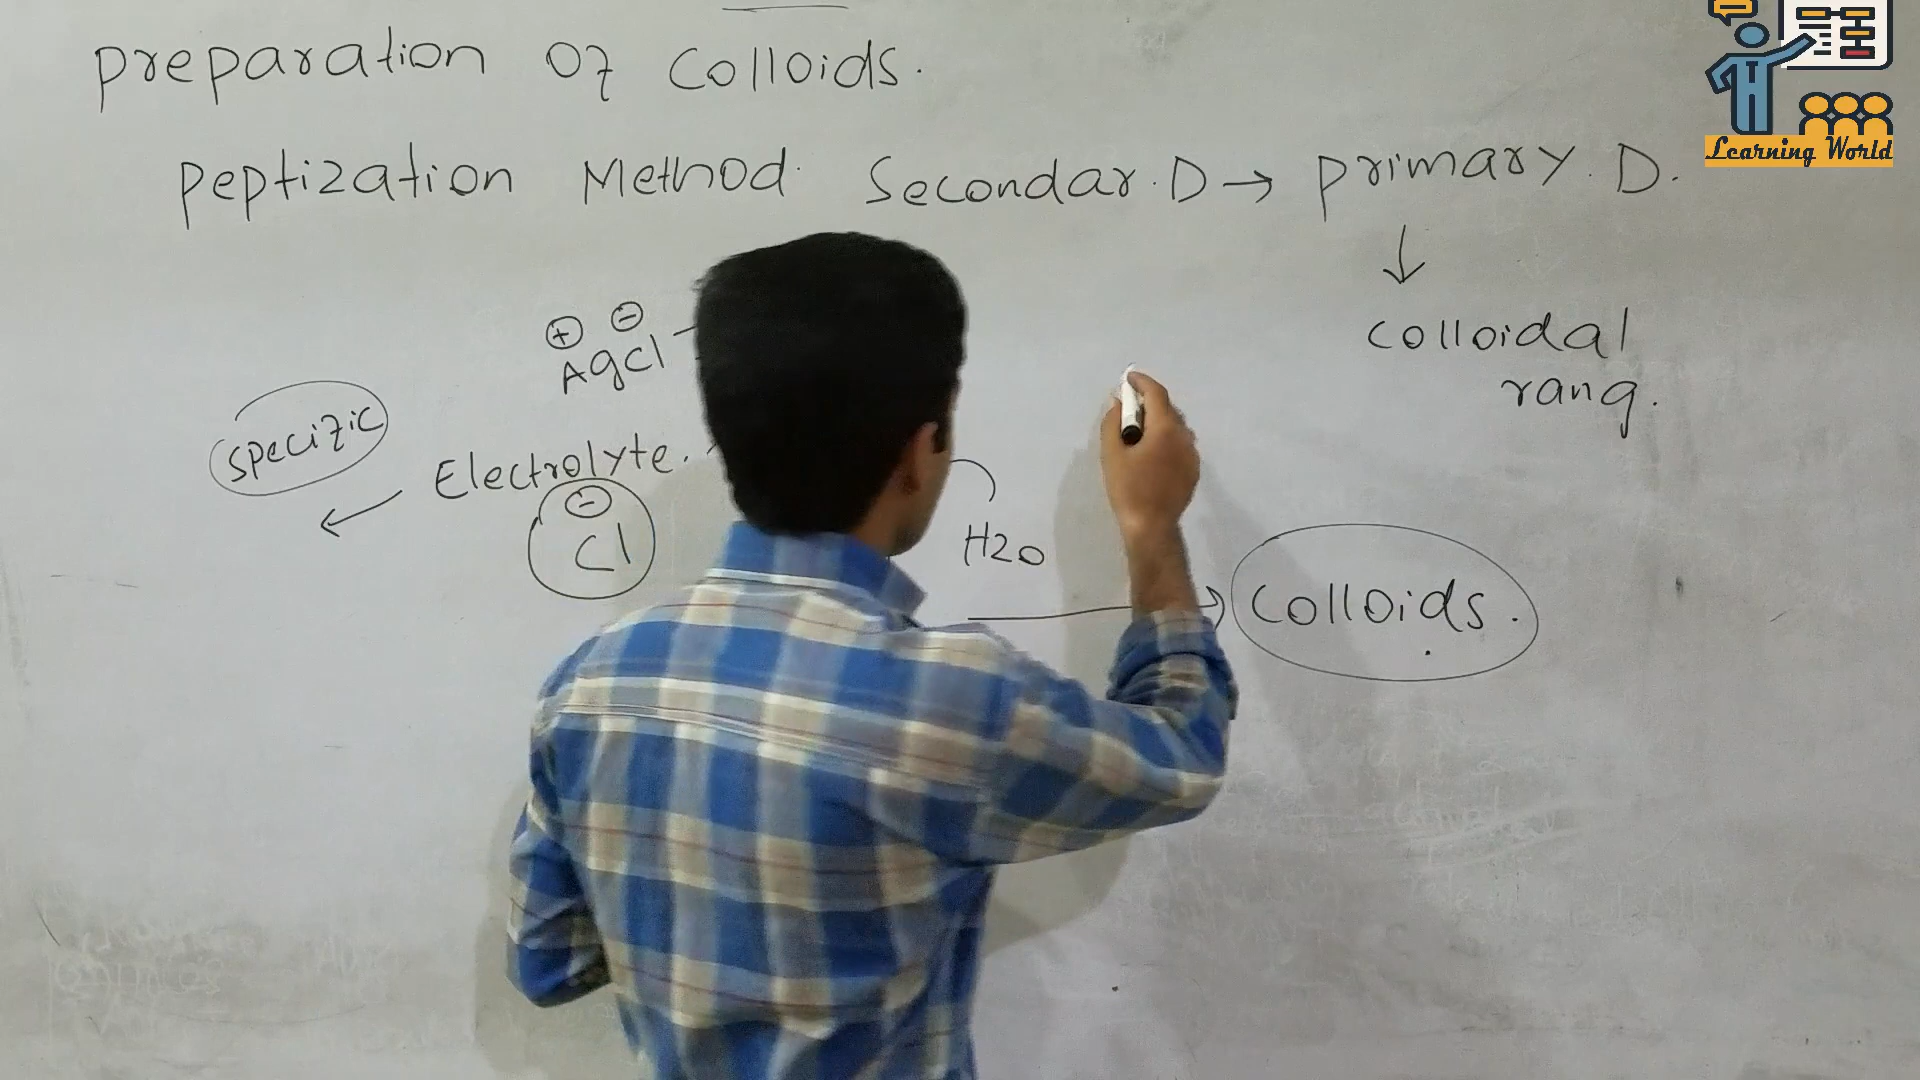 preparation of Colloids.
Learning World
peptization Method. Secondar. D → primary. D.
↓
+ -
AgCl -
colloidal
rang.
specific
Electrolyte.
-
Cl
H2O
→ Colloids.